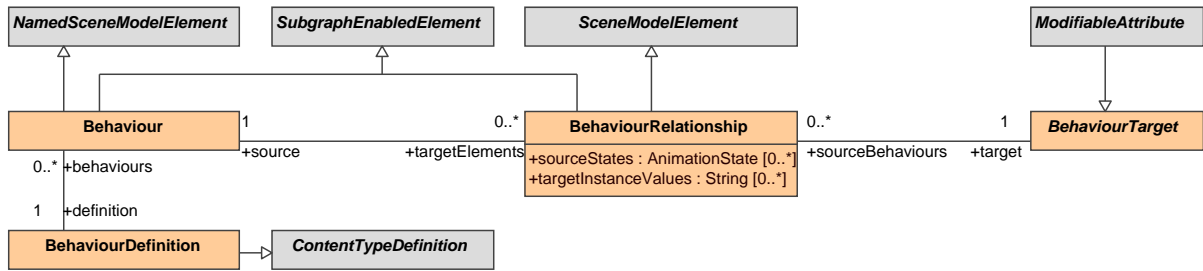 NamedSceneModelElement
SubgraphEnabledElement
SceneModelElement
ModifiableAttribute
Behaviour
1
+source
0..*
+targetElements
BehaviourRelationship
+sourceStates : AnimationState [0..*]
+targetInstanceValues : String [0..*]
0..*
+sourceBehaviours
1
+target
BehaviourTarget
0..* +behaviours
1 +definition
BehaviourDefinition
ContentTypeDefinition